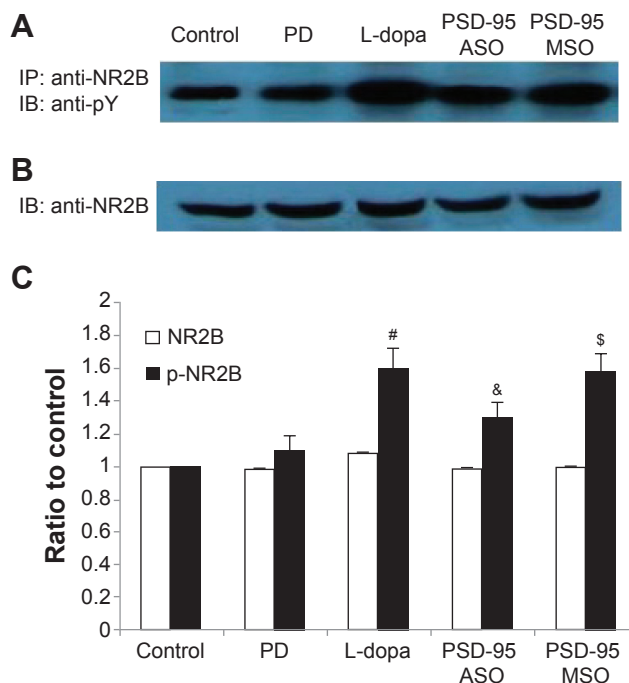 A
Control PD L-dopa PSD-95 ASO PSD-95 MSO
IP: anti-NR2B
IB: anti-pY
B
IB: anti-NR2B
C
2
1.8
1.6
1.4
1.2
1
0.8
0.6
0.4
0.2
0
Ratio to control
NR2B
p-NR2B
#
&
$
Control PD L-dopa PSD-95 ASO PSD-95 MSO